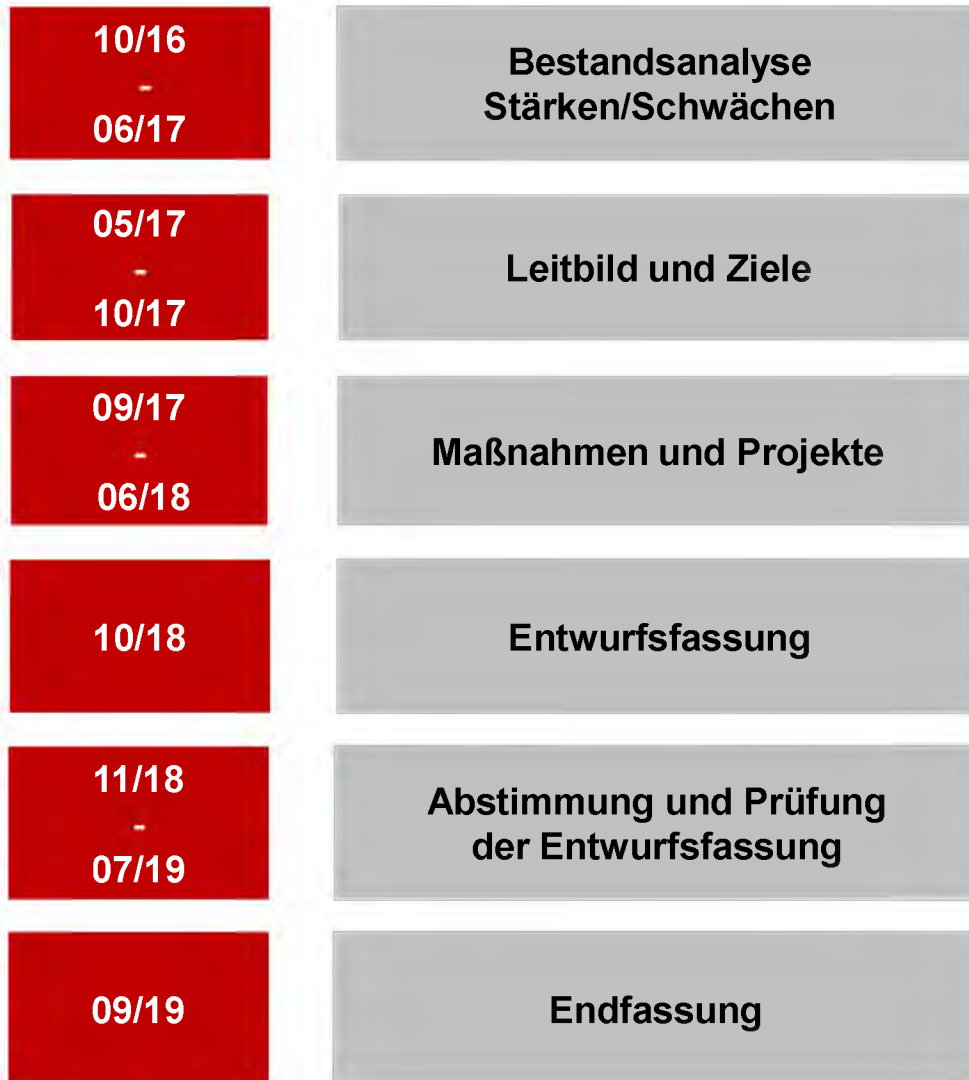 10/16
-
06/17
Bestandsanalyse
Stärken/Schwächen
05/17
-
10/17
Leitbild und Ziele
09/17
-
06/18
Maßnahmen und Projekte
10/18
Entwurfsfassung
11/18
-
07/19
Abstimmung und Prüfung
der Entwurfsfassung
09/19
Endfassung